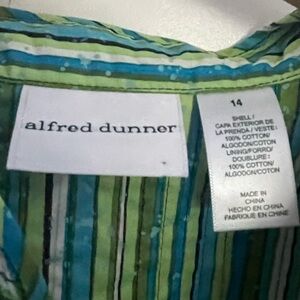 alfred dunner
14
SHELL /
CAPA EXTERIOR DE
LA PRENDA / VESTE:
100% COTTON/
ALGODON/COTON
LINING/FORRO/
DOUBLURE:
100% COTTON/
ALGODON/COTON
MADE IN
CHINA
HECHO EN CHINA
FABRIQUE EN CHINE